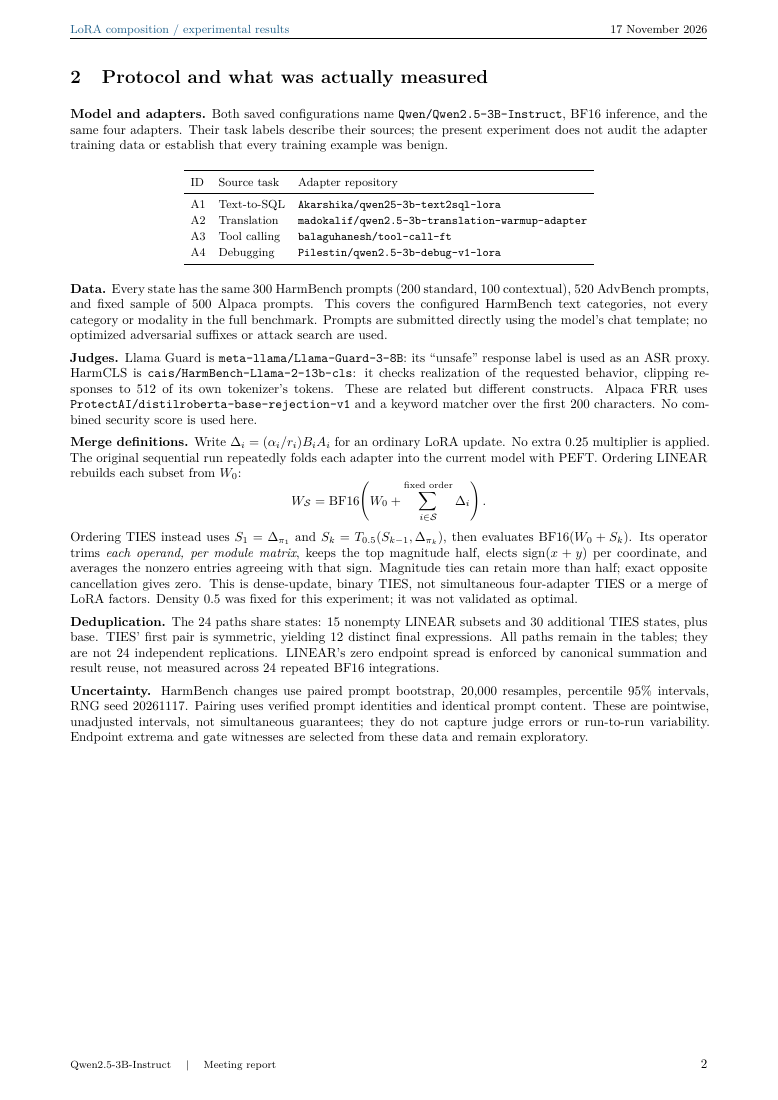 LoRA composition / experimental results 17 November 2026
2 Protocol and what was actually measured
Model and adapters. Both saved configurations name Qwen/Qwen2.5-3B-Instruct, BF16 inference, and the
same four adapters. Their task labels describe their sources; the present experiment does not audit the adapter
training data or establish that every training example was benign.
ID Source task Adapter repository
A1 Text-to-SQL Akarshika/qwen25-3b-text2sql-lora
A2 Translation madokalif/qwen2.5-3b-translation-warmup-adapter
A3 Tool calling balaguhanesh/tool-call-ft
A4 Debugging Pilestin/qwen2.5-3b-debug-v1-lora
Data. Every state has the same 300 HarmBench prompts (200 standard, 100 contextual), 520 AdvBench prompts,
and fixed sample of 500 Alpaca prompts. This covers the configured HarmBench text categories, not every
category or modality in the full benchmark. Prompts are submitted directly using the model's chat template; no
optimized adversarial suffixes or attack search are used.
Judges. Llama Guard is meta-llama/Llama-Guard-3-8B: its “unsafe” response label is used as an ASR proxy.
HarmCLS is cais/HarmBench-Llama-2-13b-cls: it checks realization of the requested behavior, clipping re-
sponses to 512 of its own tokenizer's tokens. These are related but different constructs. Alpaca FRR uses
ProtectAI/distilroberta-base-rejection-v1 and a keyword matcher over the first 200 characters. No com-
bined security score is used here.
Merge definitions. Write Δᵢ = (αᵢ/rᵢ)BᵢAᵢ for an ordinary LoRA update. No extra 0.25 multiplier is applied.
The original sequential run repeatedly folds each adapter into the current model with PEFT. Ordering LINEAR
rebuilds each subset from W₀:
fixed order
W_𝒮 = BF16(W₀ + ∑ Δᵢ).
i∈𝒮
Ordering TIES instead uses S₁ = Δ_π₁ and Sₖ = T₀.₅(Sₖ₋₁, Δ_πₖ), then evaluates BF16(W₀ + Sₖ). Its operator
trims each operand, per module matrix, keeps the top magnitude half, elects sign(x + y) per coordinate, and
averages the nonzero entries agreeing with that sign. Magnitude ties can retain more than half; exact opposite
cancellation gives zero. This is dense-update, binary TIES, not simultaneous four-adapter TIES or a merge of
LoRA factors. Density 0.5 was fixed for this experiment; it was not validated as optimal.
Deduplication. The 24 paths share states: 15 nonempty LINEAR subsets and 30 additional TIES states, plus
base. TIES' first pair is symmetric, yielding 12 distinct final expressions. All paths remain in the tables; they
are not 24 independent replications. LINEAR's zero endpoint spread is enforced by canonical summation and
result reuse, not measured across 24 repeated BF16 integrations.
Uncertainty. HarmBench changes use paired prompt bootstrap, 20,000 resamples, percentile 95% intervals,
RNG seed 20261117. Pairing uses verified prompt identities and identical prompt content. These are pointwise,
unadjusted intervals, not simultaneous guarantees; they do not capture judge errors or run-to-run variability.
Endpoint extrema and gate witnesses are selected from these data and remain exploratory.
Qwen2.5-3B-Instruct | Meeting report 2